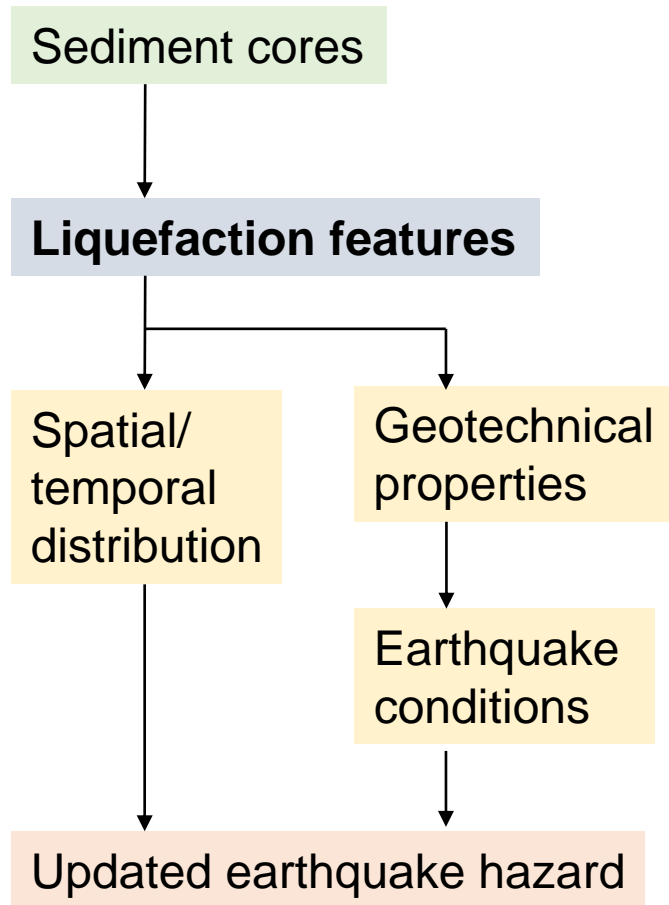 Sediment cores
Liquefaction features
Spatial/
temporal
distribution
Geotechnical
properties
Earthquake
conditions
Updated earthquake hazard